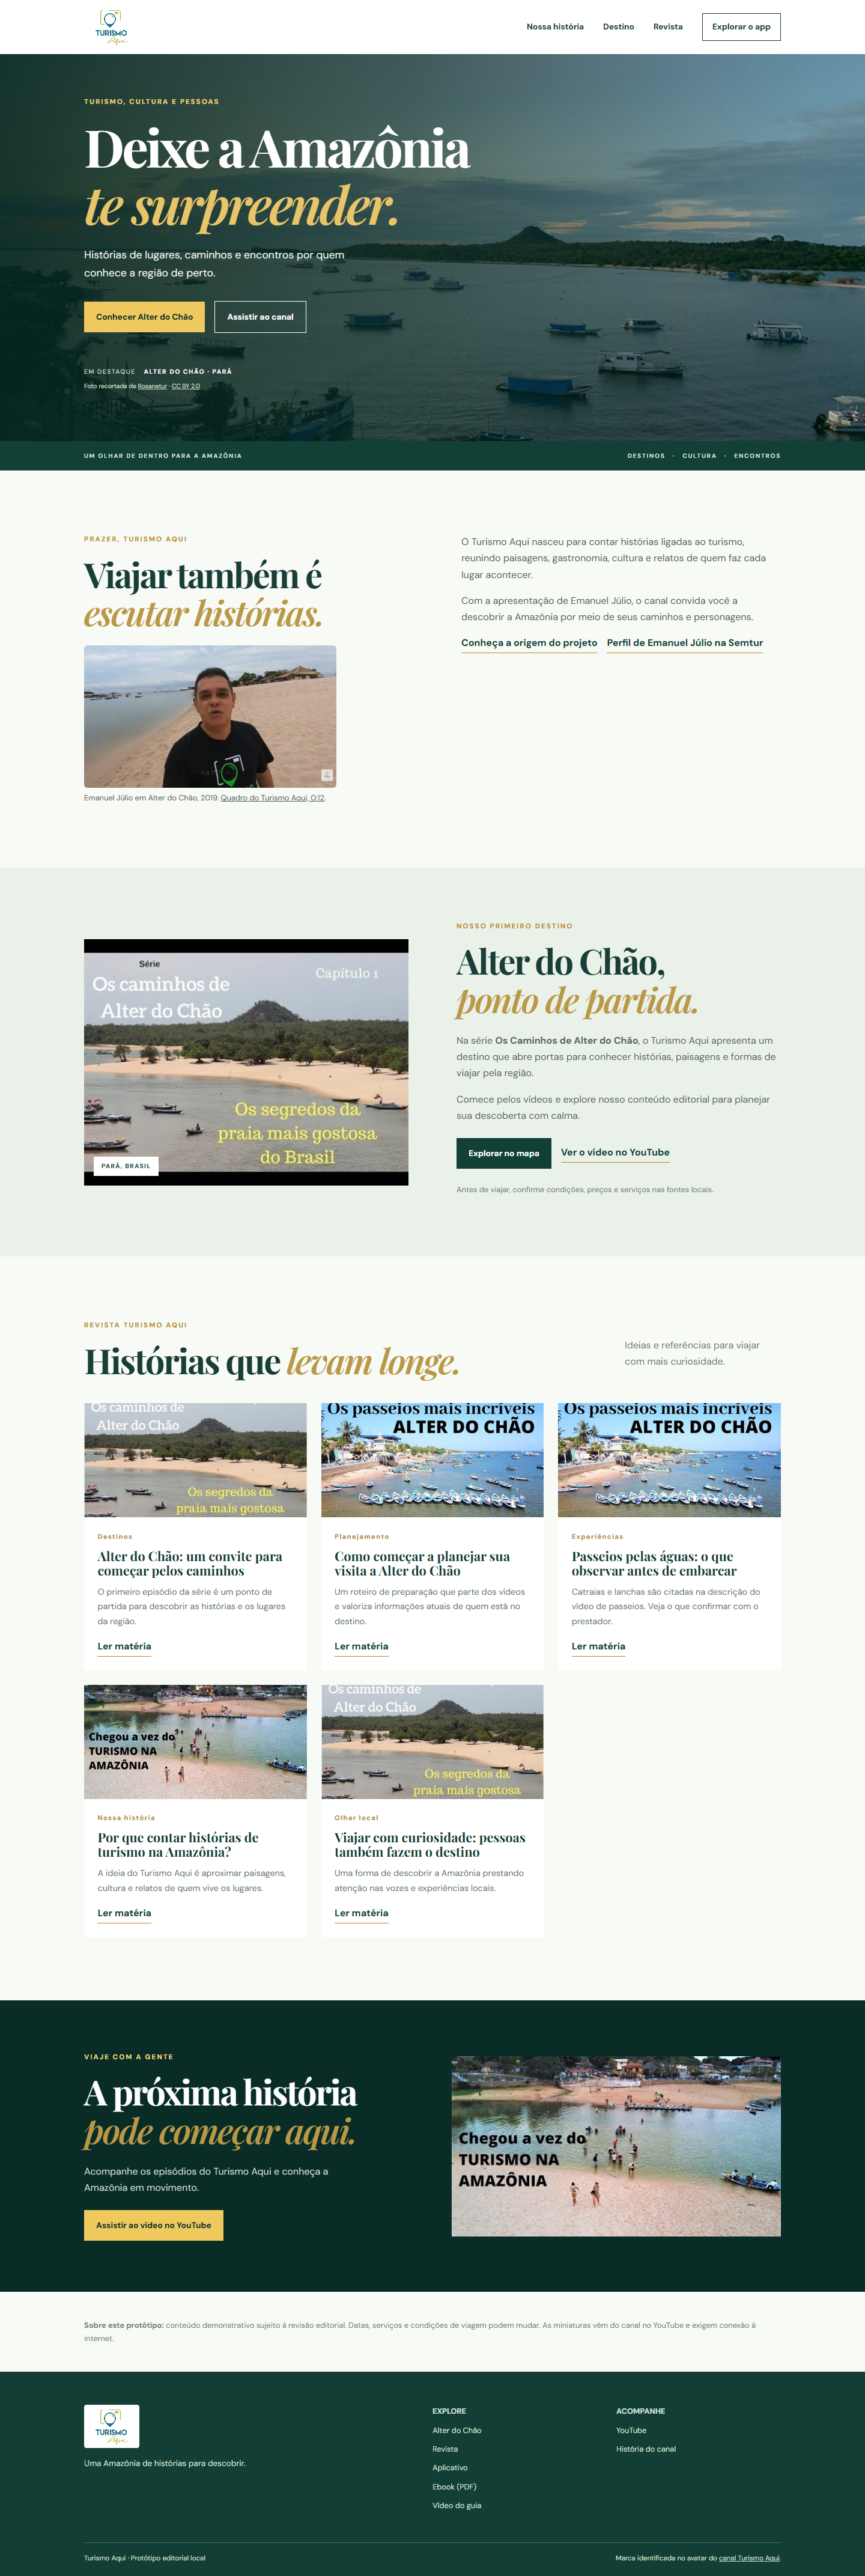 TURISMO
Aqui
Nossa história
Destino
Revista
Explorar o app
TURISMO, CULTURA E PESSOAS
Deixe a Amazônia
te surpreender.
Histórias de lugares, caminhos e encontros por quem
conhece a região de perto.
Conhecer Alter do Chão
Assistir ao canal
EM DESTAQUE ALTER DO CHÃO · PARÁ
Foto recortada de Rosanetur · CC BY 2.0
UM OLHAR DE DENTRO PARA A AMAZÔNIA
DESTINOS · CULTURA · ENCONTROS
PRAZER, TURISMO AQUI
Viajar também é
escutar histórias.
Emanuel Júlio em Alter do Chão, 2019. Quadro do Turismo Aqui, 0:12.
O Turismo Aqui nasceu para contar histórias ligadas ao turismo,
reunindo paisagens, gastronomia, cultura e relatos de quem faz cada
lugar acontecer.
Com a apresentação de Emanuel Júlio, o canal convida você a
descobrir a Amazônia por meio de seus caminhos e personagens.
Conheça a origem do projeto
Perfil de Emanuel Júlio na Semtur
Série
Os caminhos de
Alter do Chão
Capítulo 1
Os segredos da
praia mais gostosa
do Brasil
PARÁ, BRASIL
NOSSO PRIMEIRO DESTINO
Alter do Chão,
ponto de partida.
Na série Os Caminhos de Alter do Chão, o Turismo Aqui apresenta um
destino que abre portas para conhecer histórias, paisagens e formas de
viajar pela região.
Comece pelos vídeos e explore nosso conteúdo editorial para planejar
sua descoberta com calma.
Explorar no mapa
Ver o vídeo no YouTube
Antes de viajar, confirme condições, preços e serviços nas fontes locais.
REVISTA TURISMO AQUI
Histórias que levam longe.
Ideias e referências para viajar
com mais curiosidade.
Os caminhos de
Alter do Chão
Os segredos da
praia mais gostosa
Destinos
Alter do Chão: um convite para
começar pelos caminhos
O primeiro episódio da série é um ponto de
partida para descobrir as histórias e os lugares
da região.
Ler matéria
Os passeios mais incríveis
ALTER DO CHÃO
Planejamento
Como começar a planejar sua
visita a Alter do Chão
Um roteiro de preparação que parte dos vídeos
e valoriza informações atuais de quem está no
destino.
Ler matéria
Os passeios mais incríveis
ALTER DO CHÃO
Experiências
Passeios pelas águas: o que
observar antes de embarcar
Catraias e lanchas são citadas na descrição do
vídeo de passeios. Veja o que confirmar com o
prestador.
Ler matéria
Chegou a vez do
TURISMO NA
AMAZÔNIA
Nossa história
Por que contar histórias de
turismo na Amazônia?
A ideia do Turismo Aqui é aproximar paisagens,
cultura e relatos de quem vive os lugares.
Ler matéria
Os caminhos de
Alter do Chão
Os segredos da
praia mais gostosa
Olhar local
Viajar com curiosidade: pessoas
também fazem o destino
Uma forma de descobrir a Amazônia prestando
atenção nas vozes e experiências locais.
Ler matéria
VIAJE COM A GENTE
A próxima história
pode começar aqui.
Acompanhe os episódios do Turismo Aqui e conheça a
Amazônia em movimento.
Assistir ao vídeo no YouTube
Chegou a vez do
TURISMO NA
AMAZÔNIA
Sobre este protótipo: conteúdo demonstrativo sujeito à revisão editorial. Datas, serviços e condições de viagem podem mudar. As miniaturas vêm do canal no YouTube e exigem conexão à
internet.
TURISMO
Aqui
Uma Amazônia de histórias para descobrir.
EXPLORE
Alter do Chão
Revista
Aplicativo
Ebook (PDF)
Vídeo do guia
ACOMPANHE
YouTube
História do canal
Turismo Aqui · Protótipo editorial local
Marca identificada no avatar do canal Turismo Aqui.